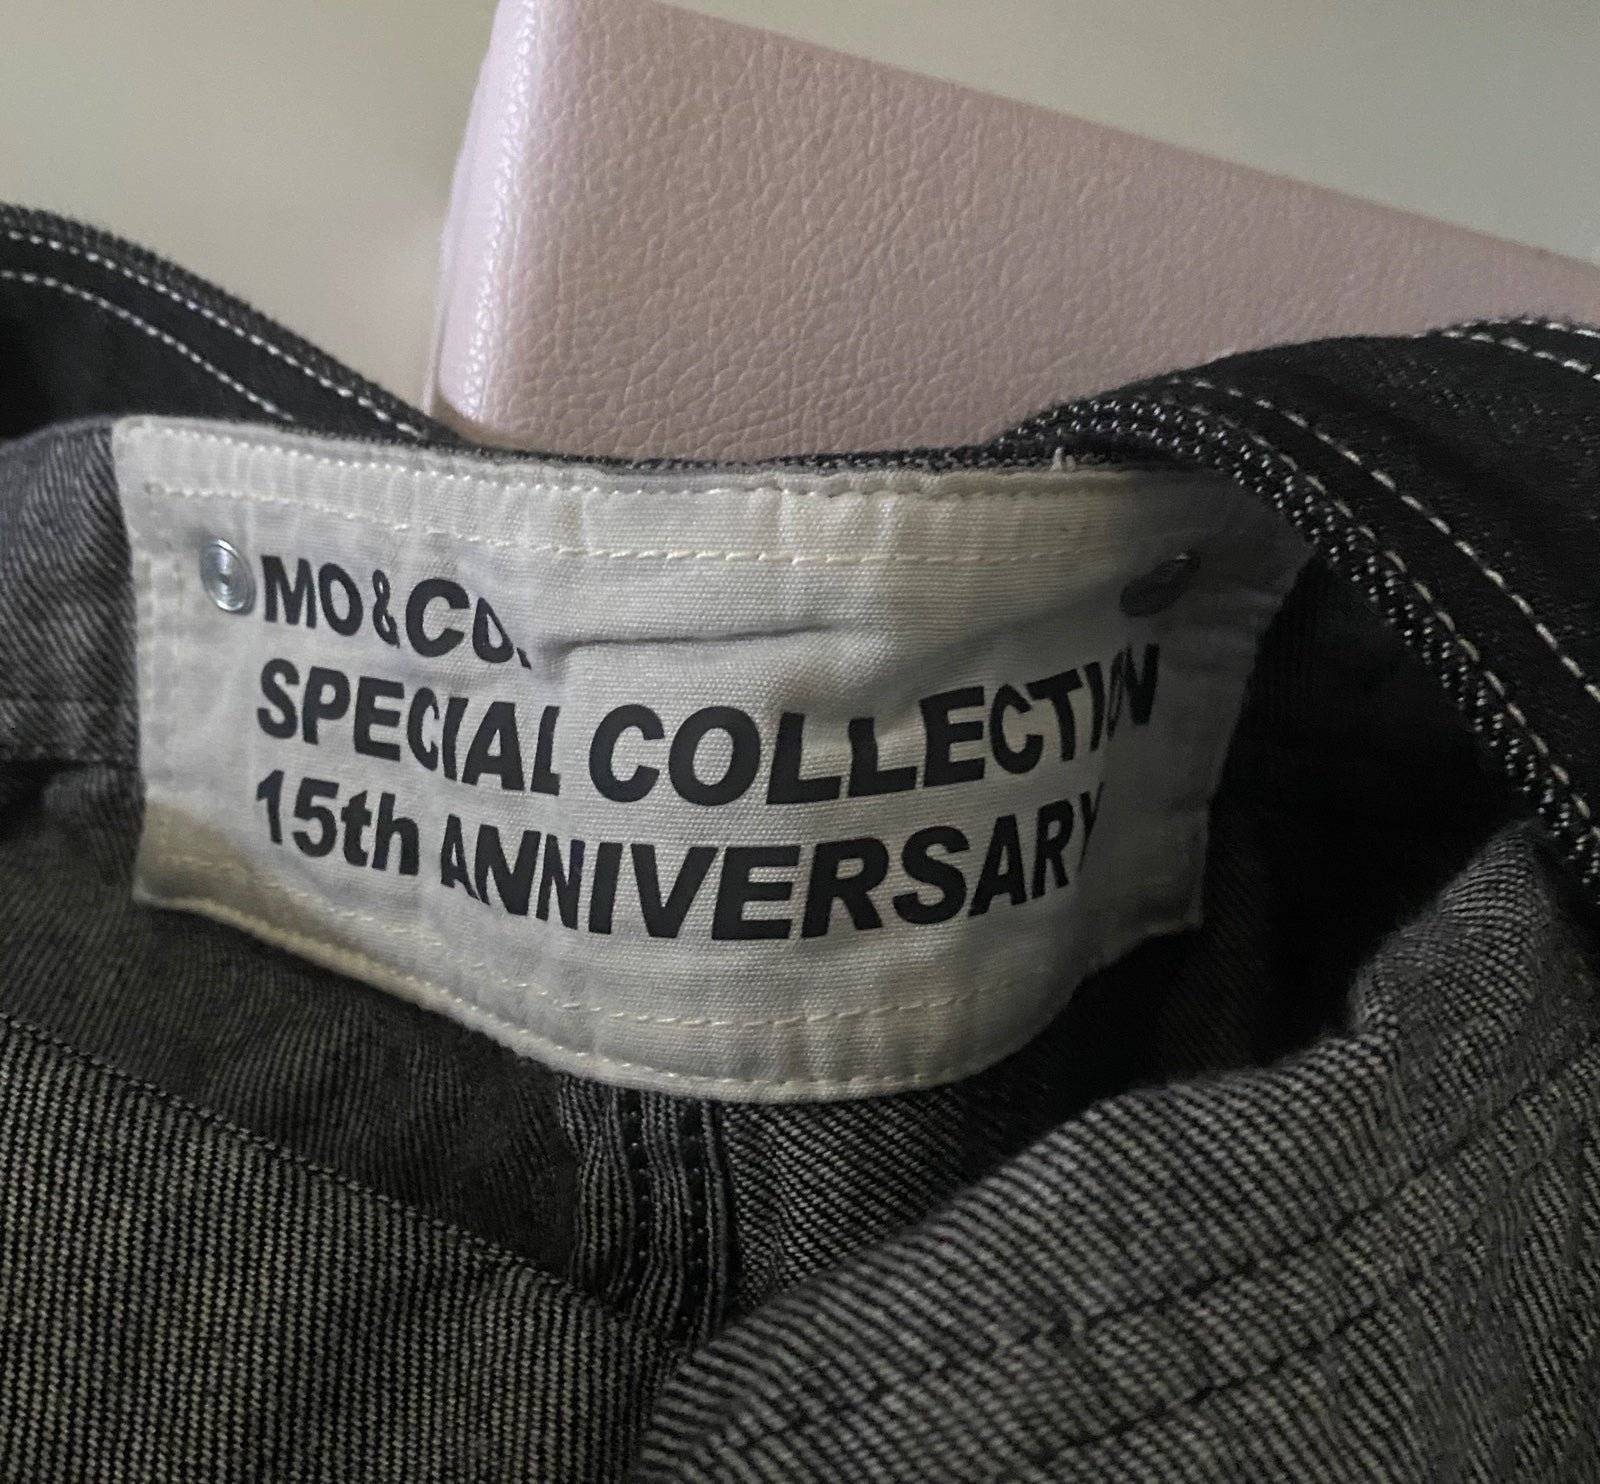 MO&CO.
SPECIAL COLLECTION
15th ANNIVERSARY